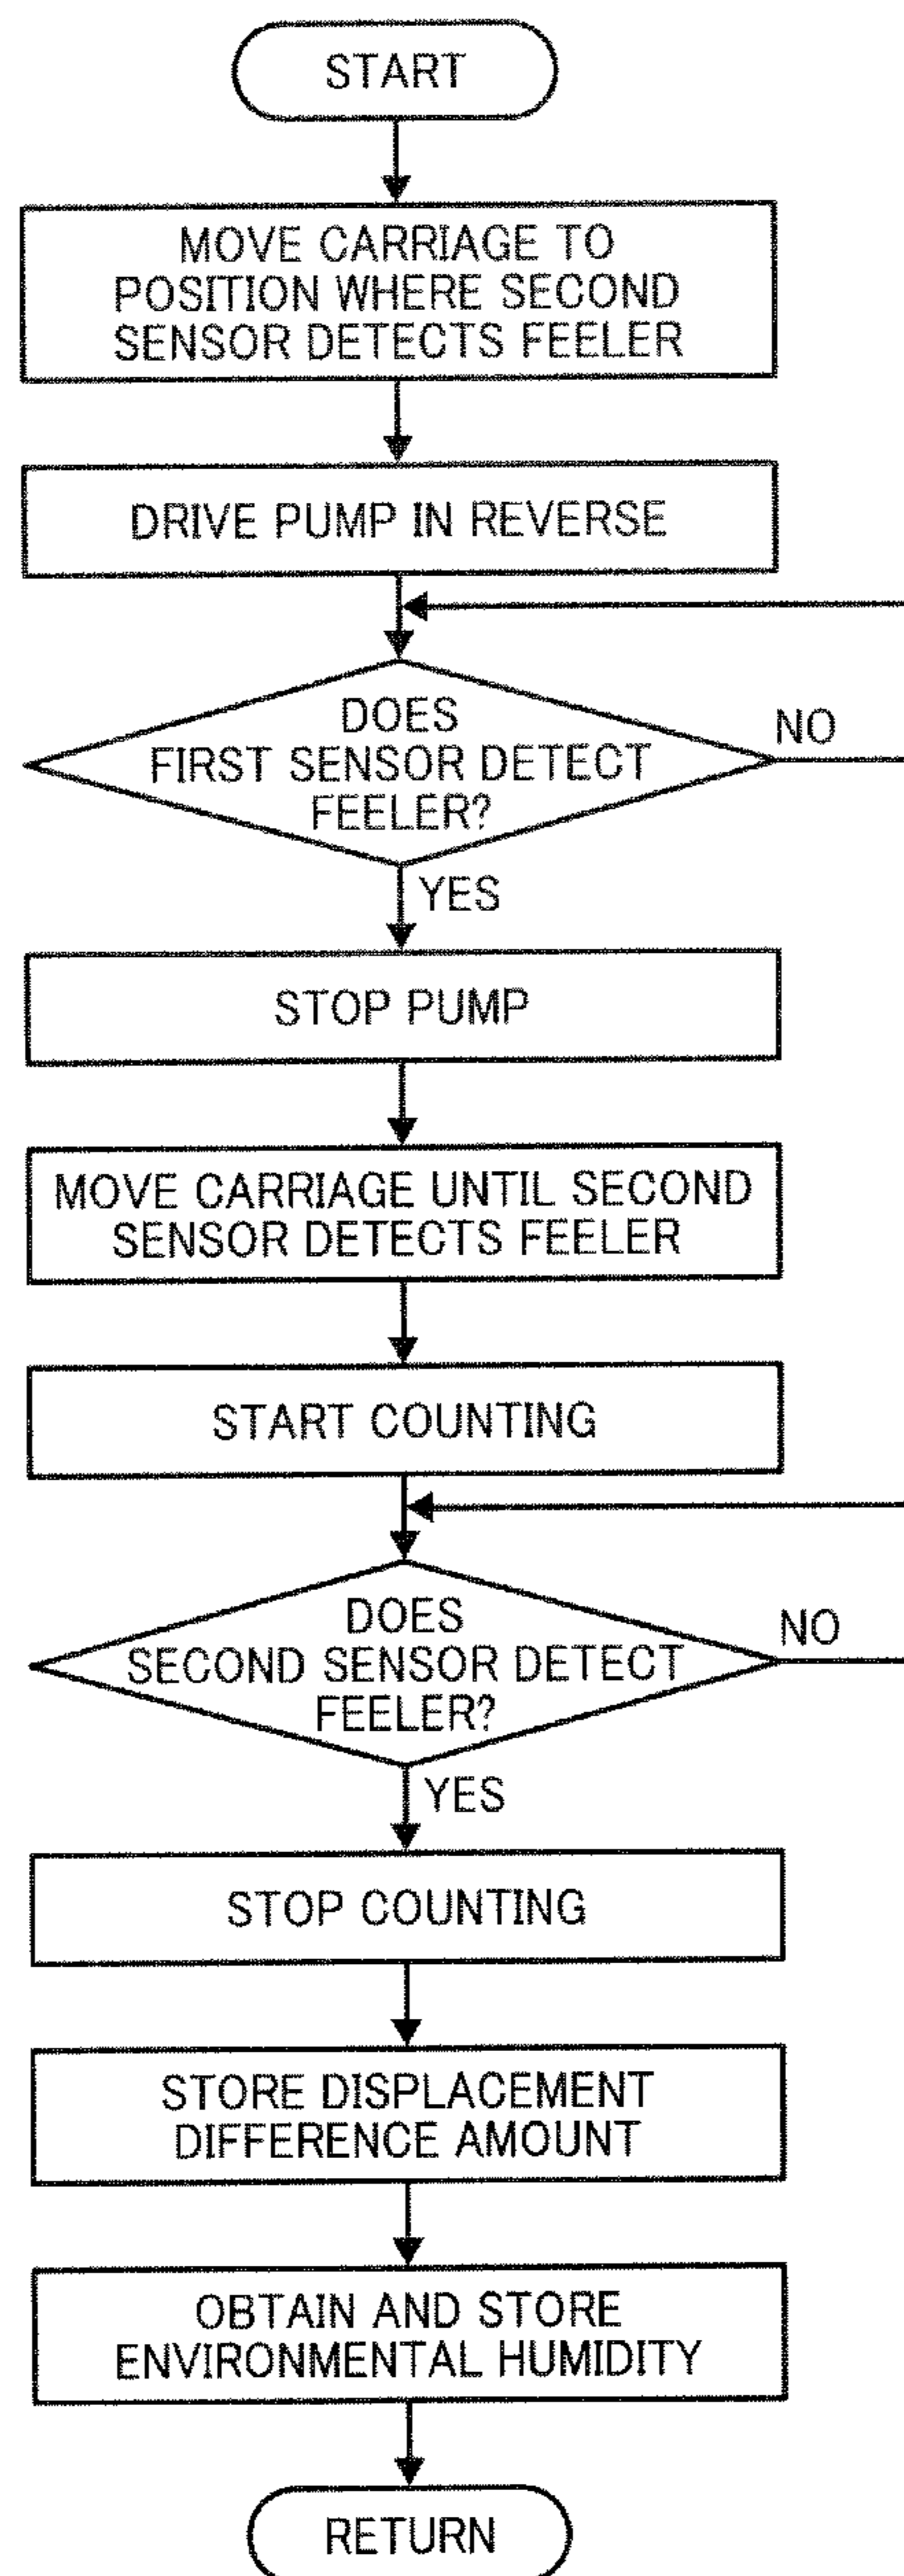 START
MOVE CARRIAGE TO
POSITION WHERE SECOND
SENSOR DETECTS FEELER
DRIVE PUMP IN REVERSE
DOES
FIRST SENSOR DETECT
FEELER?
NO
YES
STOP PUMP
MOVE CARRIAGE UNTIL SECOND
SENSOR DETECTS FEELER
START COUNTING
DOES
SECOND SENSOR DETECT
FEELER?
NO
YES
STOP COUNTING
STORE DISPLACEMENT
DIFFERENCE AMOUNT
OBTAIN AND STORE
ENVIRONMENTAL HUMIDITY
RETURN